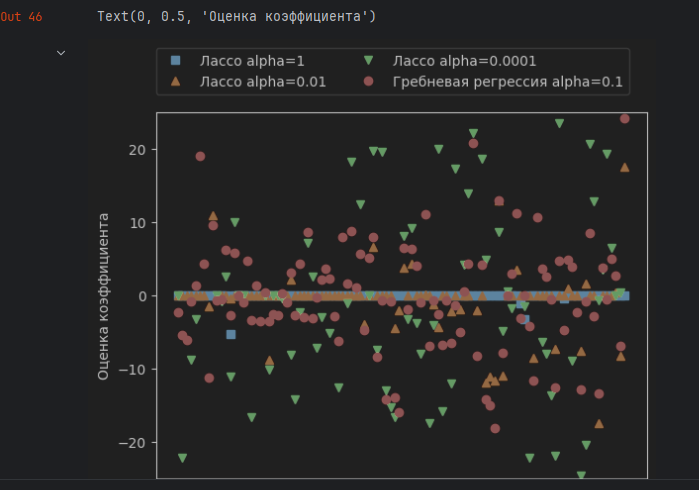 Out 46
Text(0, 0.5, 'Оценка коэффициента')
Лассо alpha=1
Лассо alpha=0.0001
Лассо alpha=0.01
Гребневая регрессия alpha=0.1
20
10
0
−10
−20
Оценка коэффициента